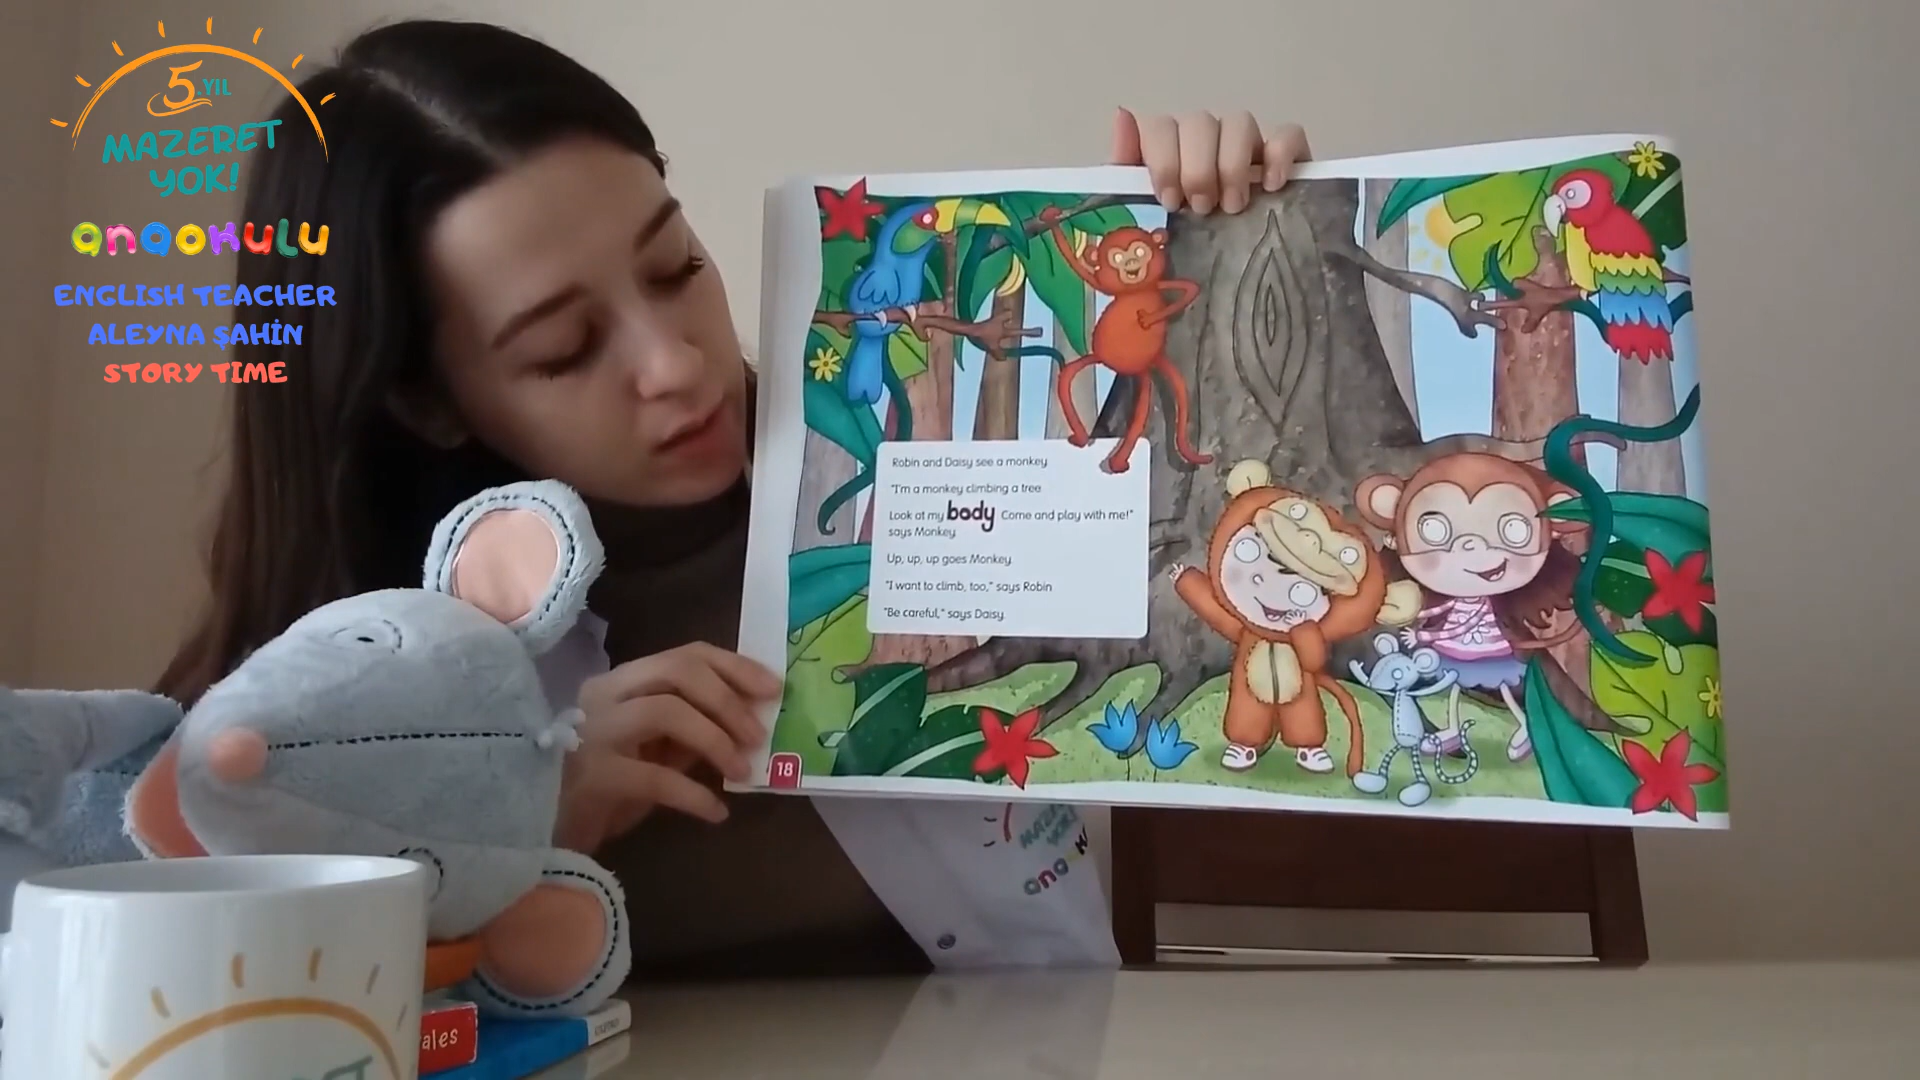 5.YIL
MAZERET
YOK!
anaokulu
ENGLISH TEACHER
ALEYNA ŞAHİN
STORY TIME
Robin and Daisy see a monkey.
"I'm a monkey climbing a tree.
Look at my body. Come and play with me!"
says Monkey.
Up, up, up goes Monkey.
"I want to climb, too," says Robin.
"Be careful," says Daisy.
18
MAZE
YOK!
ales